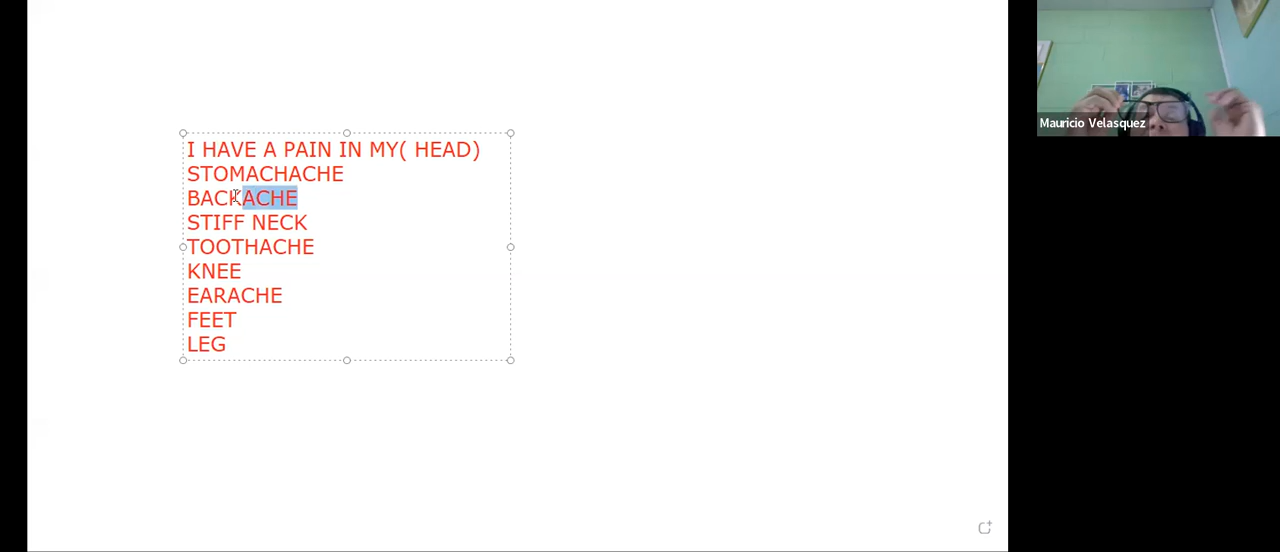 I HAVE A PAIN IN MY( HEAD)
STOMACHACHE
BACKACHE
STIFF NECK
TOOTHACHE
KNEE
EARACHE
FEET
LEG
Mauricio Velasquez